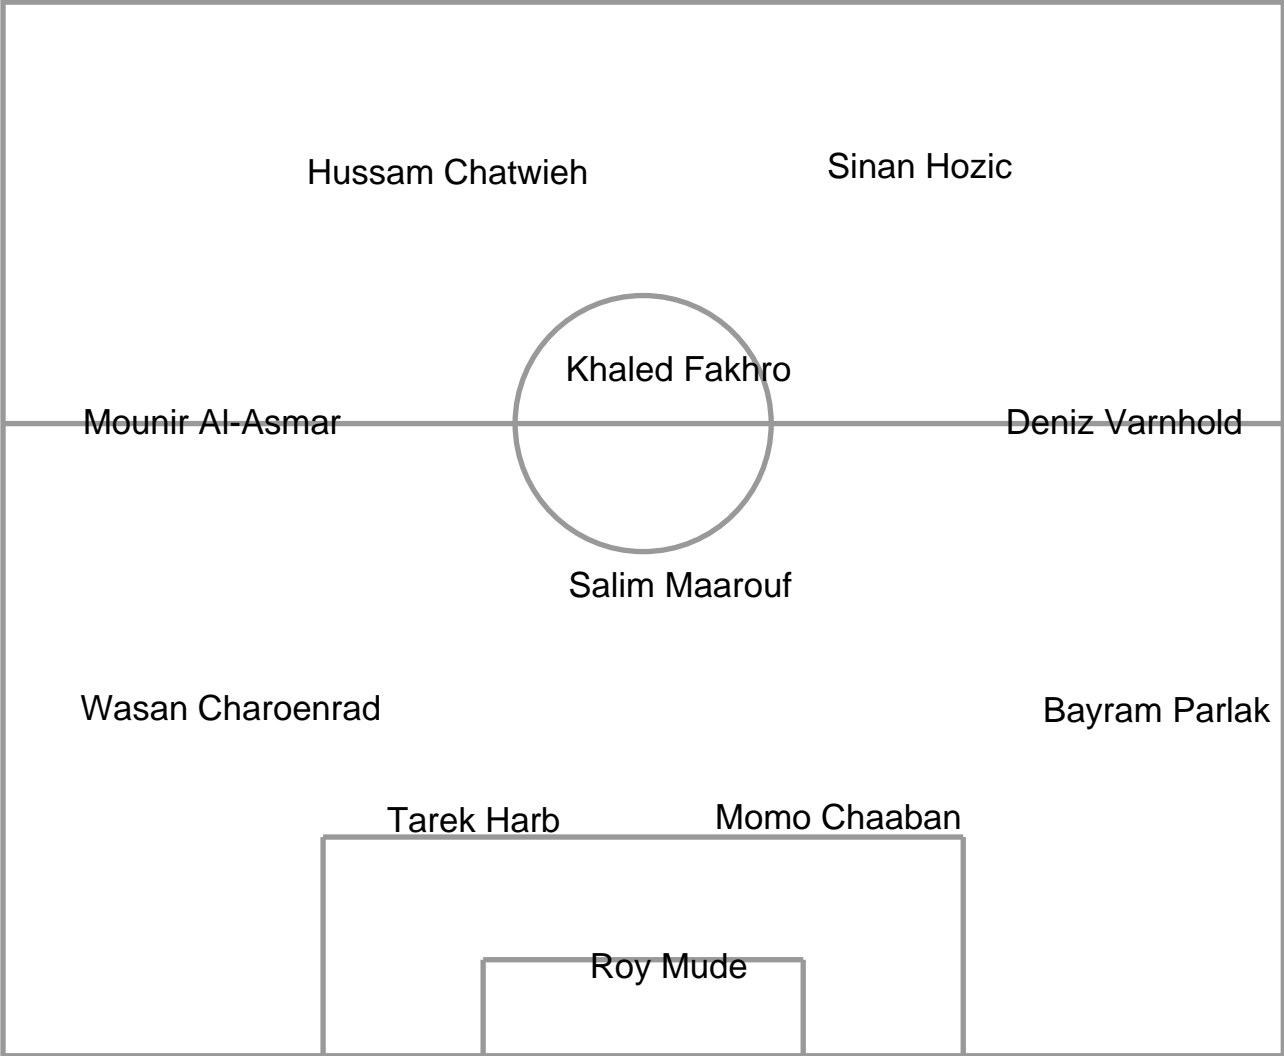 Hussam Chatwieh
Sinan Hozic
Khaled Fakhro
Mounir Al-Asmar
Deniz Varnhold
Salim Maarouf
Wasan Charoenrad
Bayram Parlak
Tarek Harb
Momo Chaaban
Roy Mude